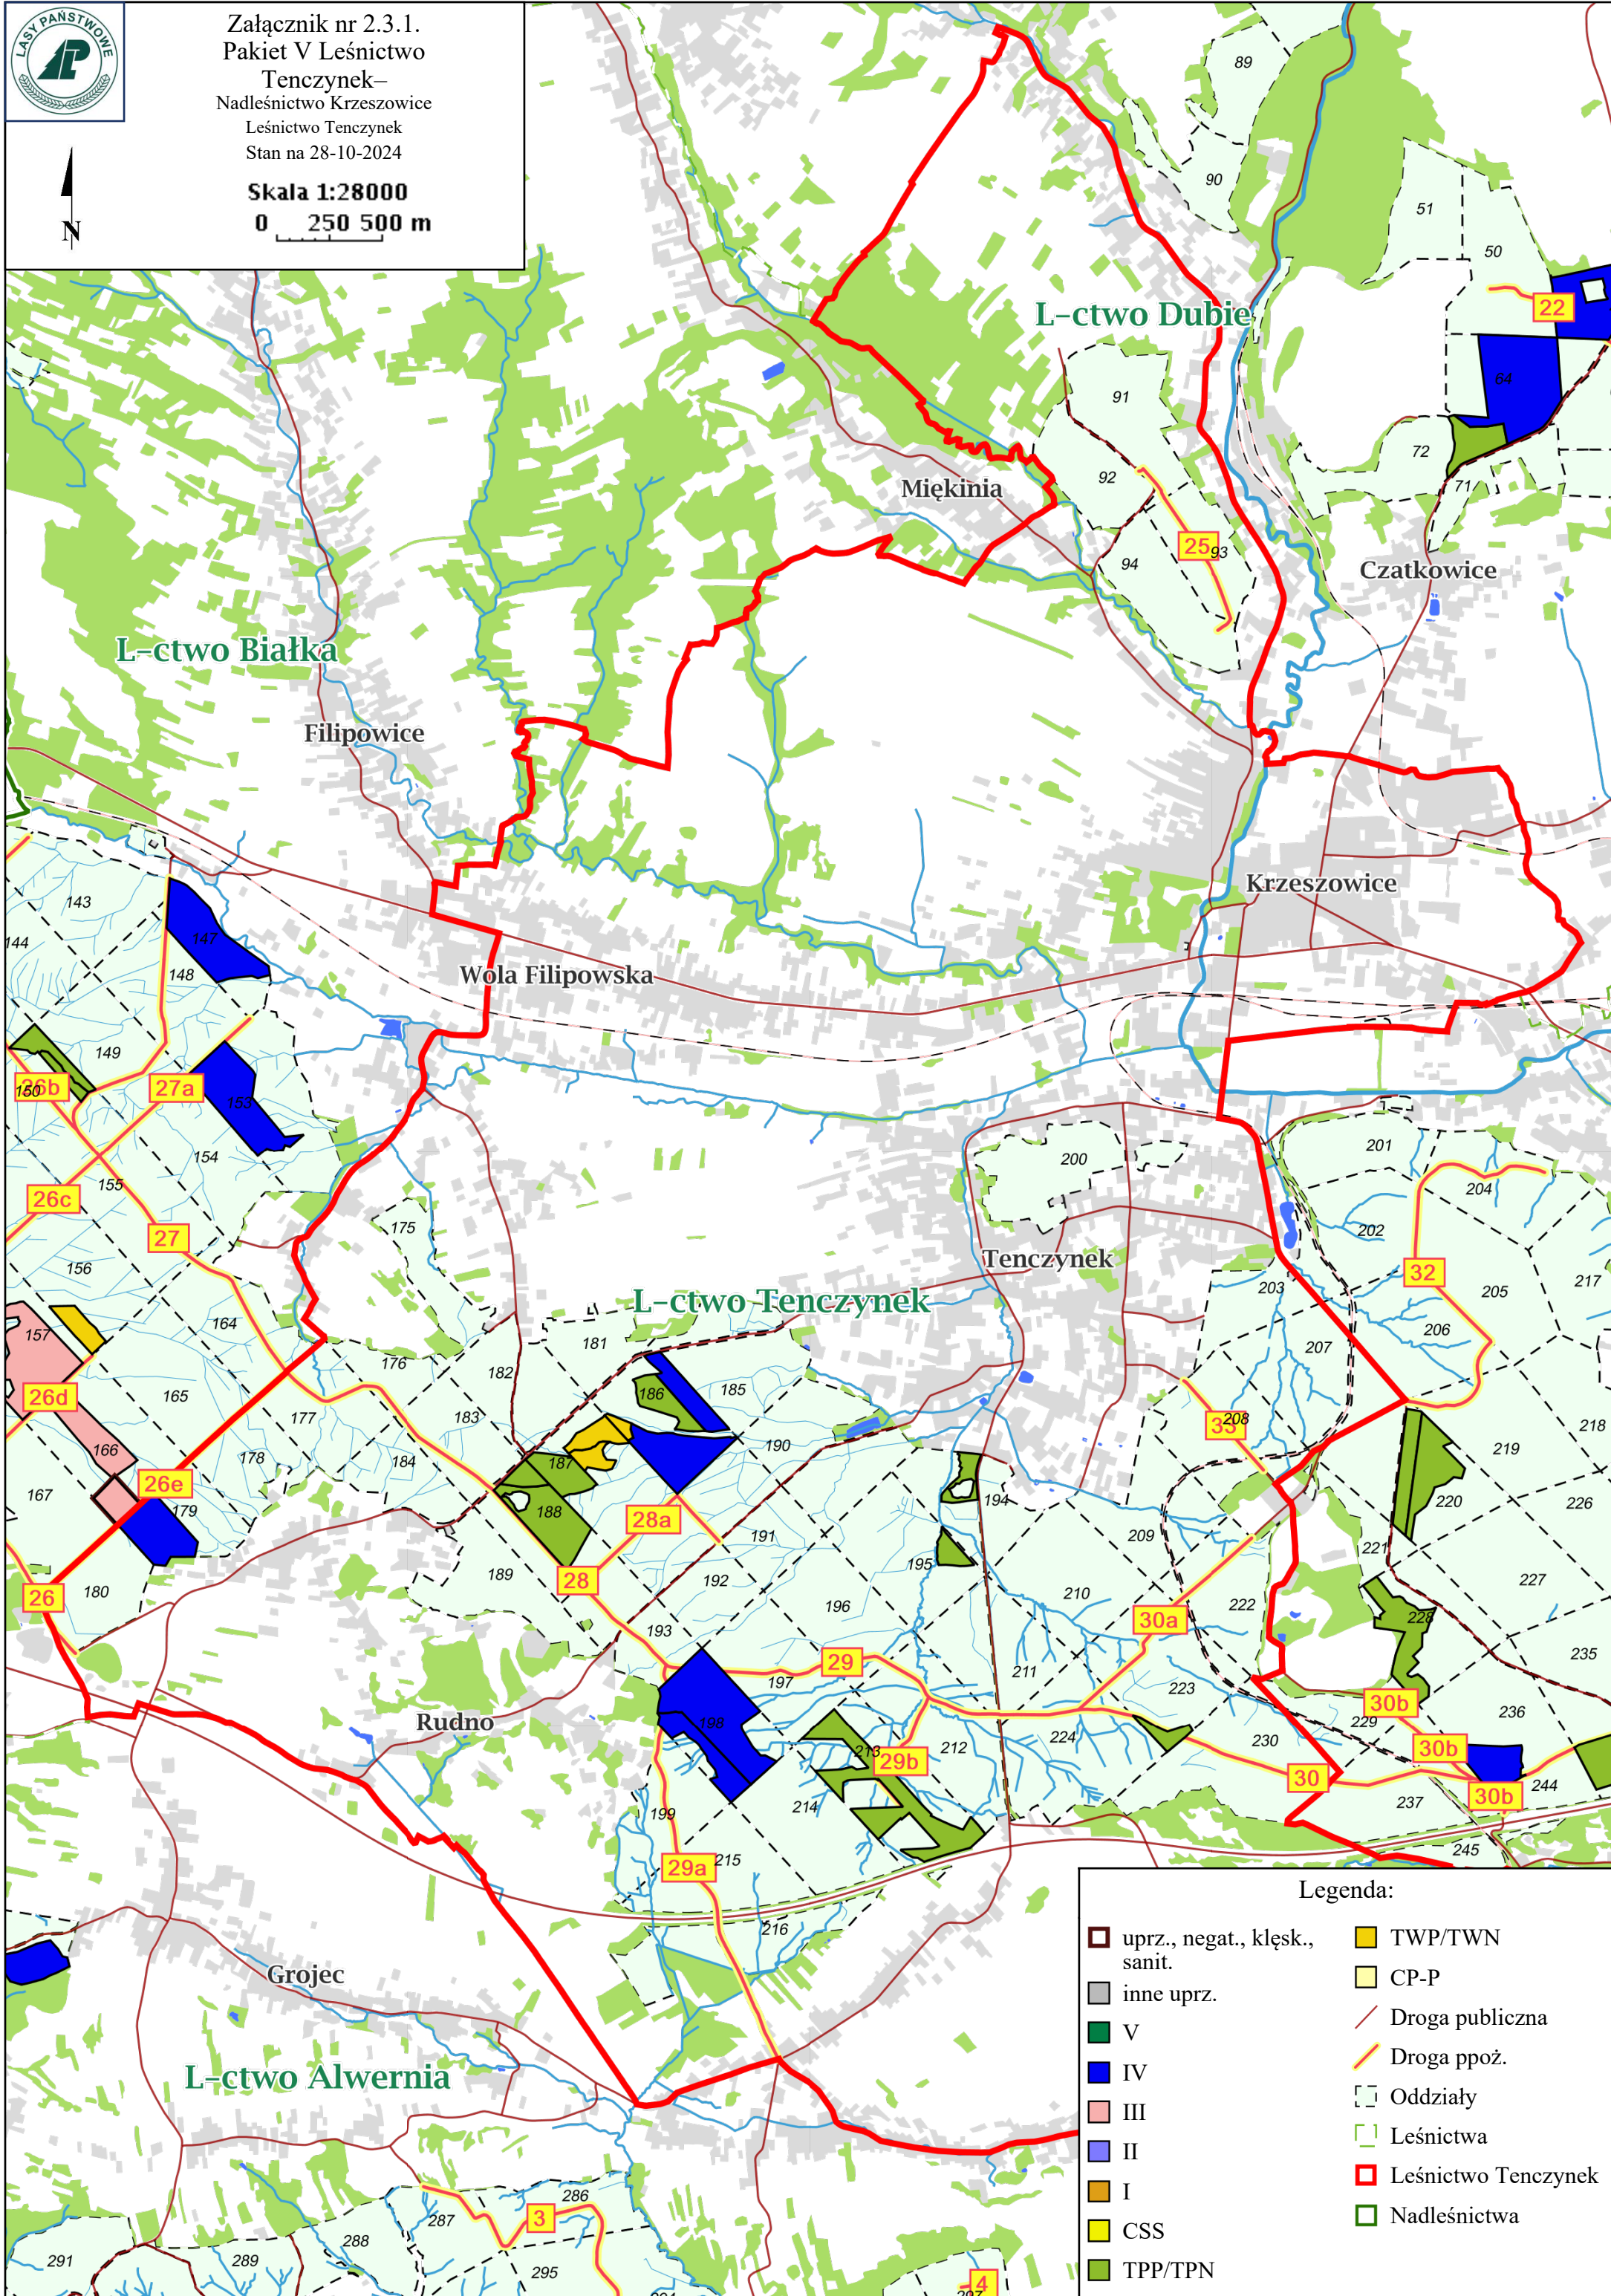 LASY PAŃSTWOWE
Załącznik nr 2.3.1.
Pakiet V Leśnictwo
Tenczynek–
Nadleśnictwo Krzeszowice
Leśnictwo Tenczynek
Stan na 28-10-2024
N
Skala 1:28000
0 250 500 m
89
90
51
50
22
L-ctwo Dubie
64
91
72
71
92
Miękinia
25
93
94
Czatkowice
L-ctwo Białka
Filipowice
Krzeszowice
143
144
147
148
Wola Filipowska
149
26b
150
27a
153
154
155
26c
27
156
175
200
201
204
202
Tenczynek
32
203
205
217
L-ctwo Tenczynek
157
164
181
206
207
176
182
186
185
26d
165
177
183
33
208
218
166
178
184
187
190
219
167
26e
179
188
28a
194
220
226
191
209
221
180
26
189
28
192
195
210
227
193
196
30a
222
228
29
197
211
223
235
Rudno
198
213
29b
212
224
230
229
30b
236
30b
30
30b
244
199
214
237
29a
215
245
216
Grojec
L-ctwo Alwernia
286
287
3
288
289
291
295
4
297
Legenda:
uprz., negat., klęsk.,
sanit.
inne uprz.
V
IV
III
II
I
CSS
TPP/TPN
TWP/TWN
CP-P
Droga publiczna
Droga ppoż.
Oddziały
Leśnictwa
Leśnictwo Tenczynek
Nadleśnictwa